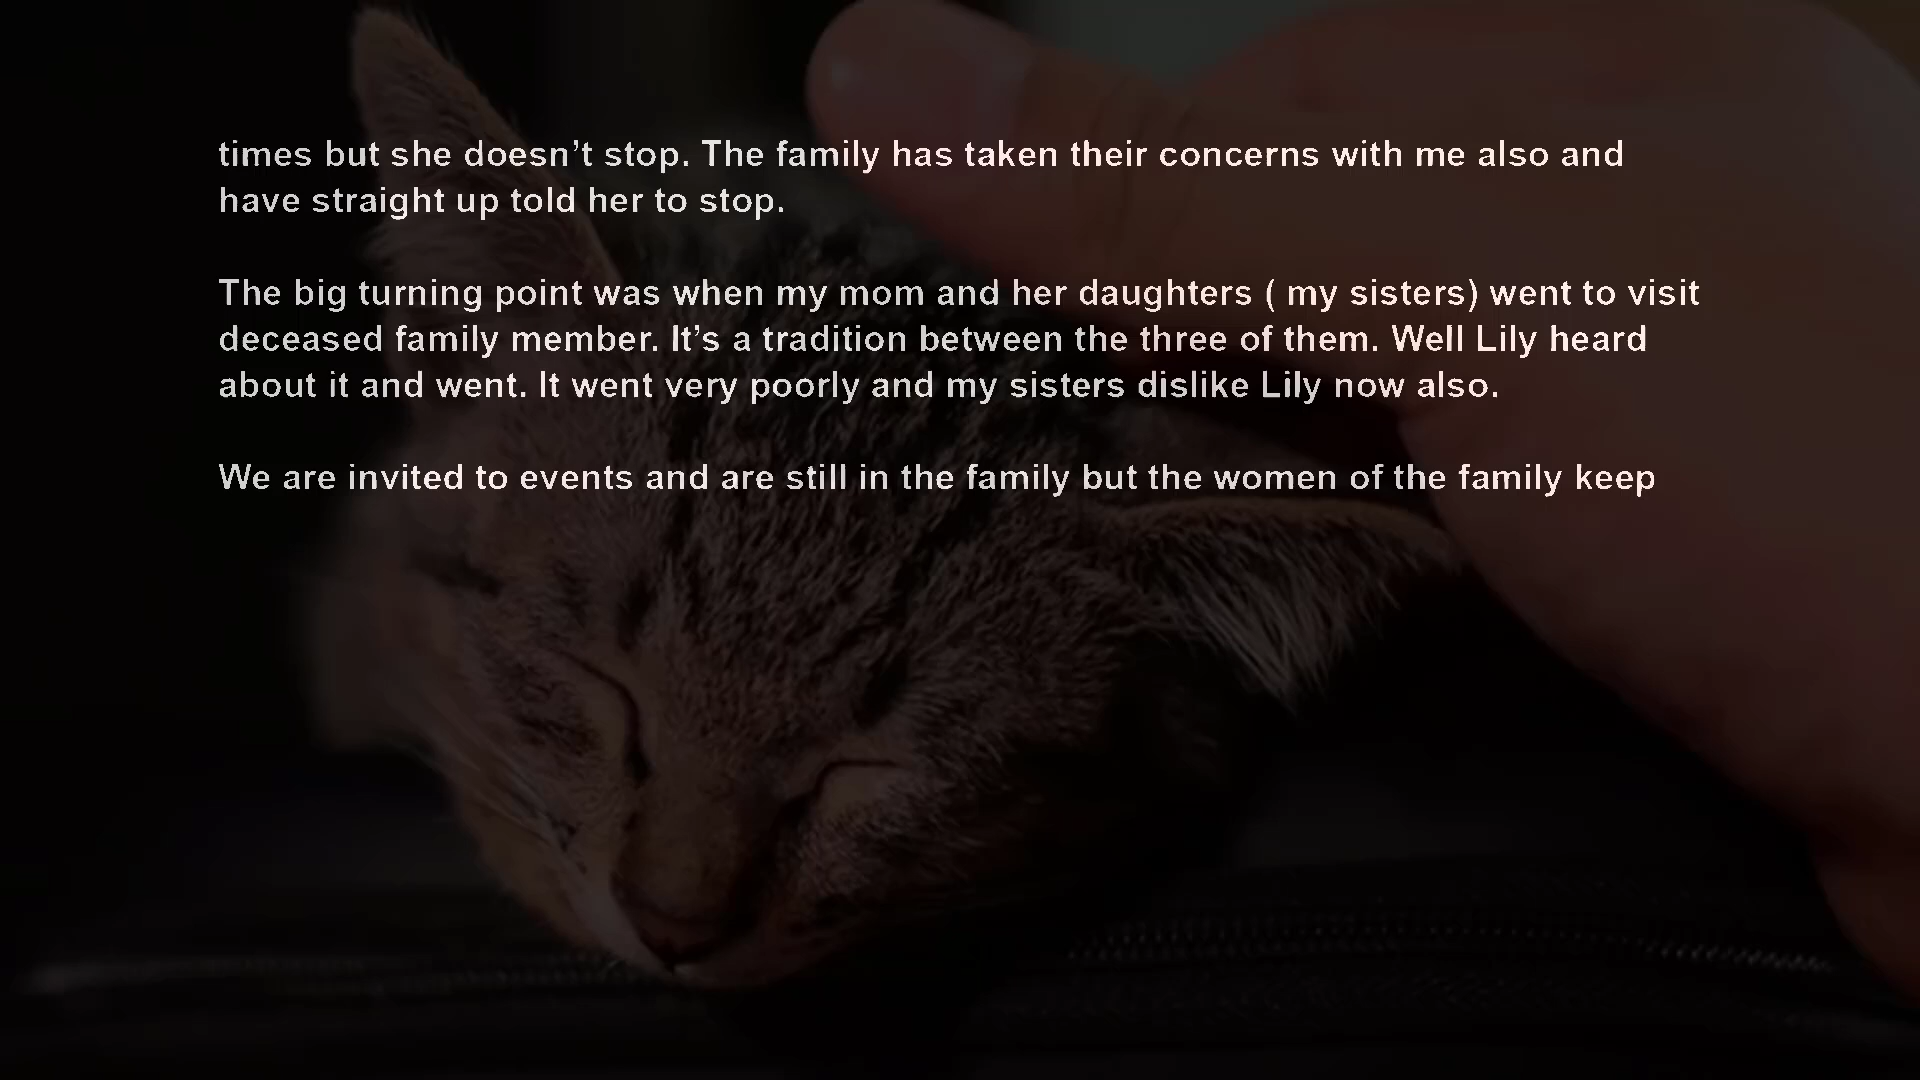 times but she doesn’t stop. The family has taken their concerns with me also and
have straight up told her to stop.
The big turning point was when my mom and her daughters ( my sisters) went to visit
deceased family member. It’s a tradition between the three of them. Well Lily heard
about it and went. It went very poorly and my sisters dislike Lily now also.
We are invited to events and are still in the family but the women of the family keep